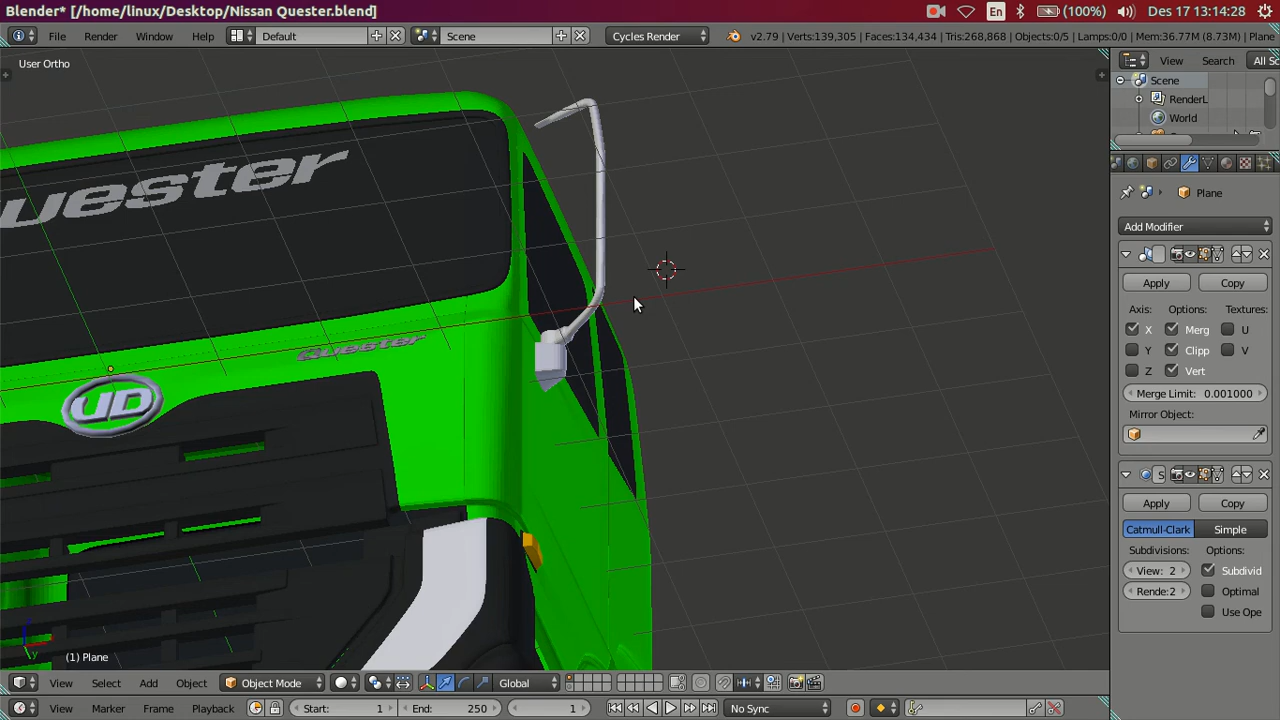 Blender* [/home/linux/Desktop/Nissan Quester.blend]
En (100%) Des 17 13:14:28
File Render Window Help Default Scene Cycles Render v2.79 | Verts:139,305 | Faces:134,434 | Tris:268,868 | Objects:0/5 | Lamps:0/0 | Mem:36.77M (8.73M) | Plane
User Ortho
View Search All Sc
Scene
RenderL
World
uester
Quester
UD
Plane
Add Modifier
Apply Copy
Axis: Options: Textures:
X Merg U
Y Clipp V
Z Vert
Merge Limit: 0.001000
Mirror Object:
S
Apply Copy
Catmull-Clark Simple
Subdivisions: Options:
View: 2 Subdivid
Rende:2 Optimal
Use Ope
(1) Plane
View Select Add Object Object Mode Global
View Marker Frame Playback Start: 1 End: 250 1 No Sync